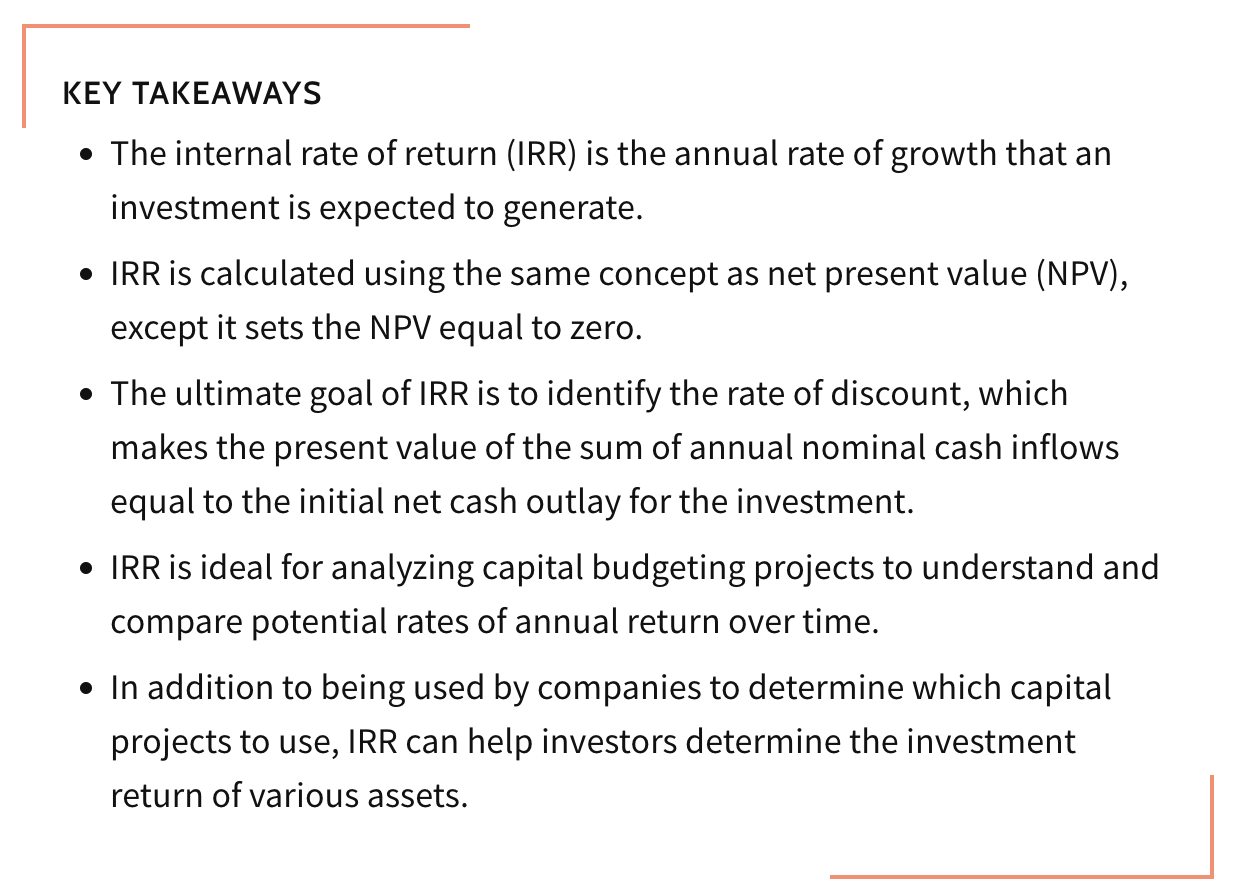 KEY TAKEAWAYS
• The internal rate of return (IRR) is the annual rate of growth that an
investment is expected to generate.
• IRR is calculated using the same concept as net present value (NPV),
except it sets the NPV equal to zero.
• The ultimate goal of IRR is to identify the rate of discount, which
makes the present value of the sum of annual nominal cash inflows
equal to the initial net cash outlay for the investment.
• IRR is ideal for analyzing capital budgeting projects to understand and
compare potential rates of annual return over time.
• In addition to being used by companies to determine which capital
projects to use, IRR can help investors determine the investment
return of various assets.